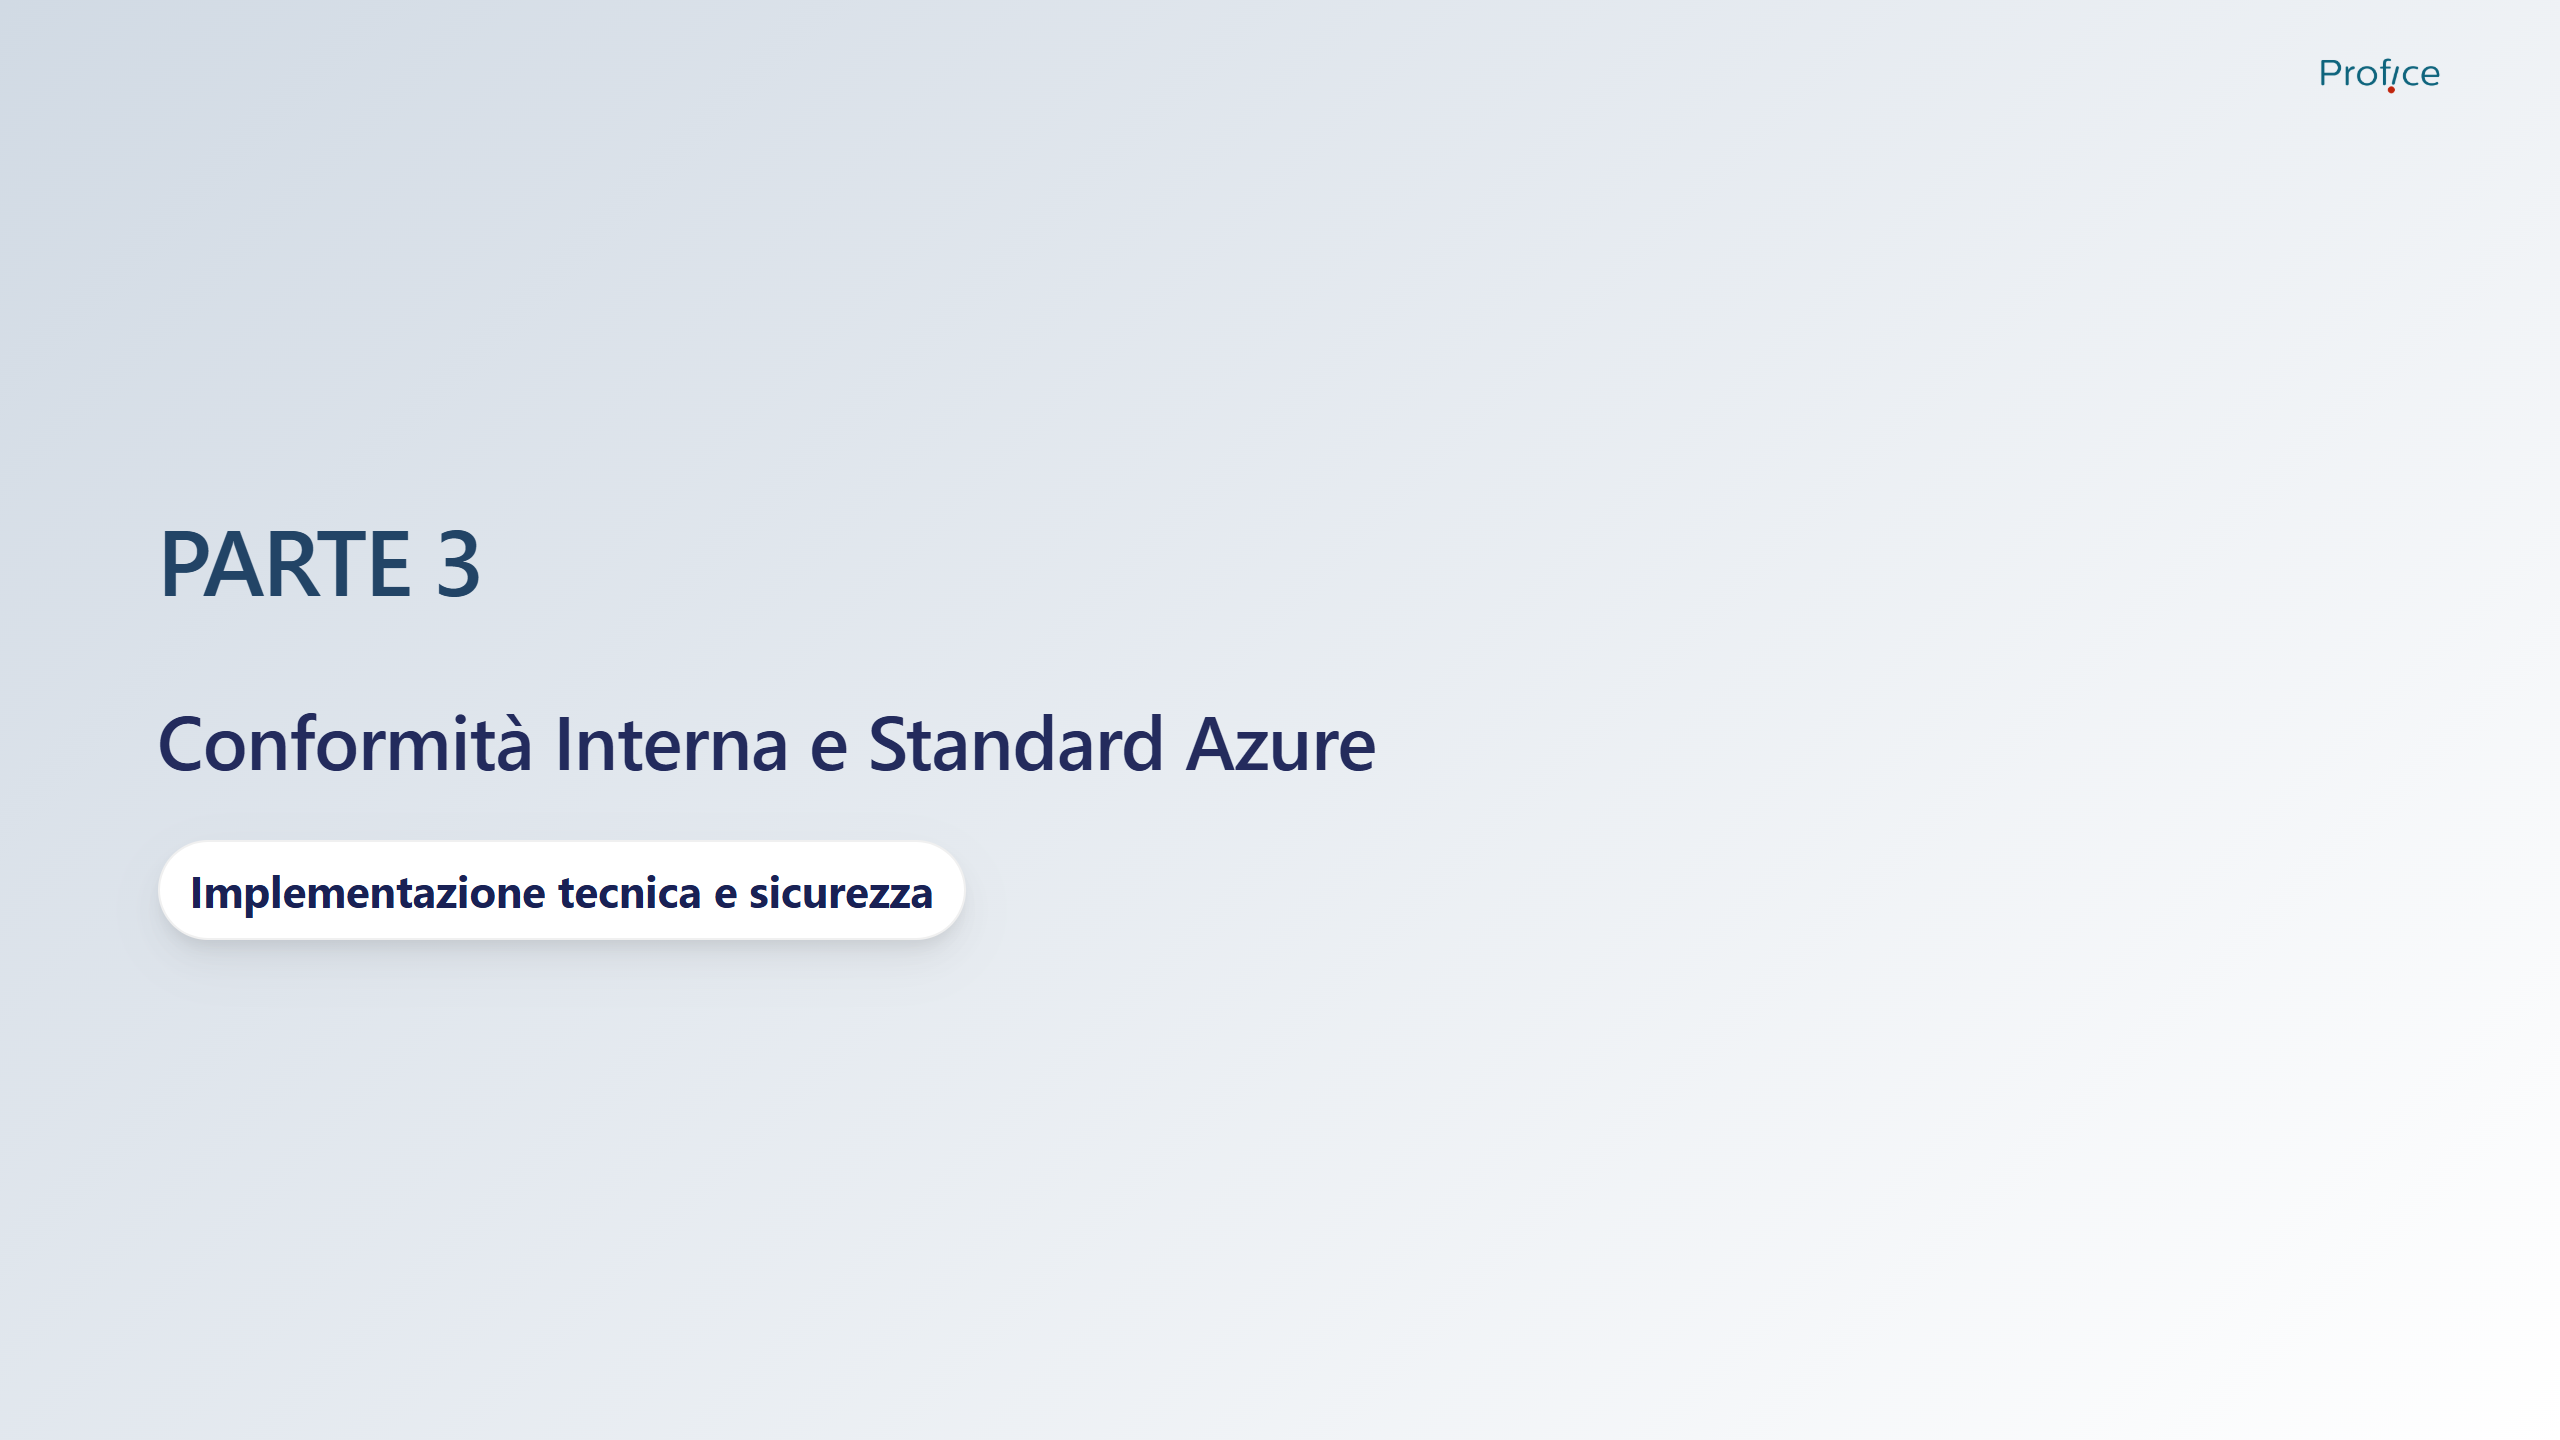 Profice
PARTE 3
Conformità Interna e Standard Azure
Implementazione tecnica e sicurezza